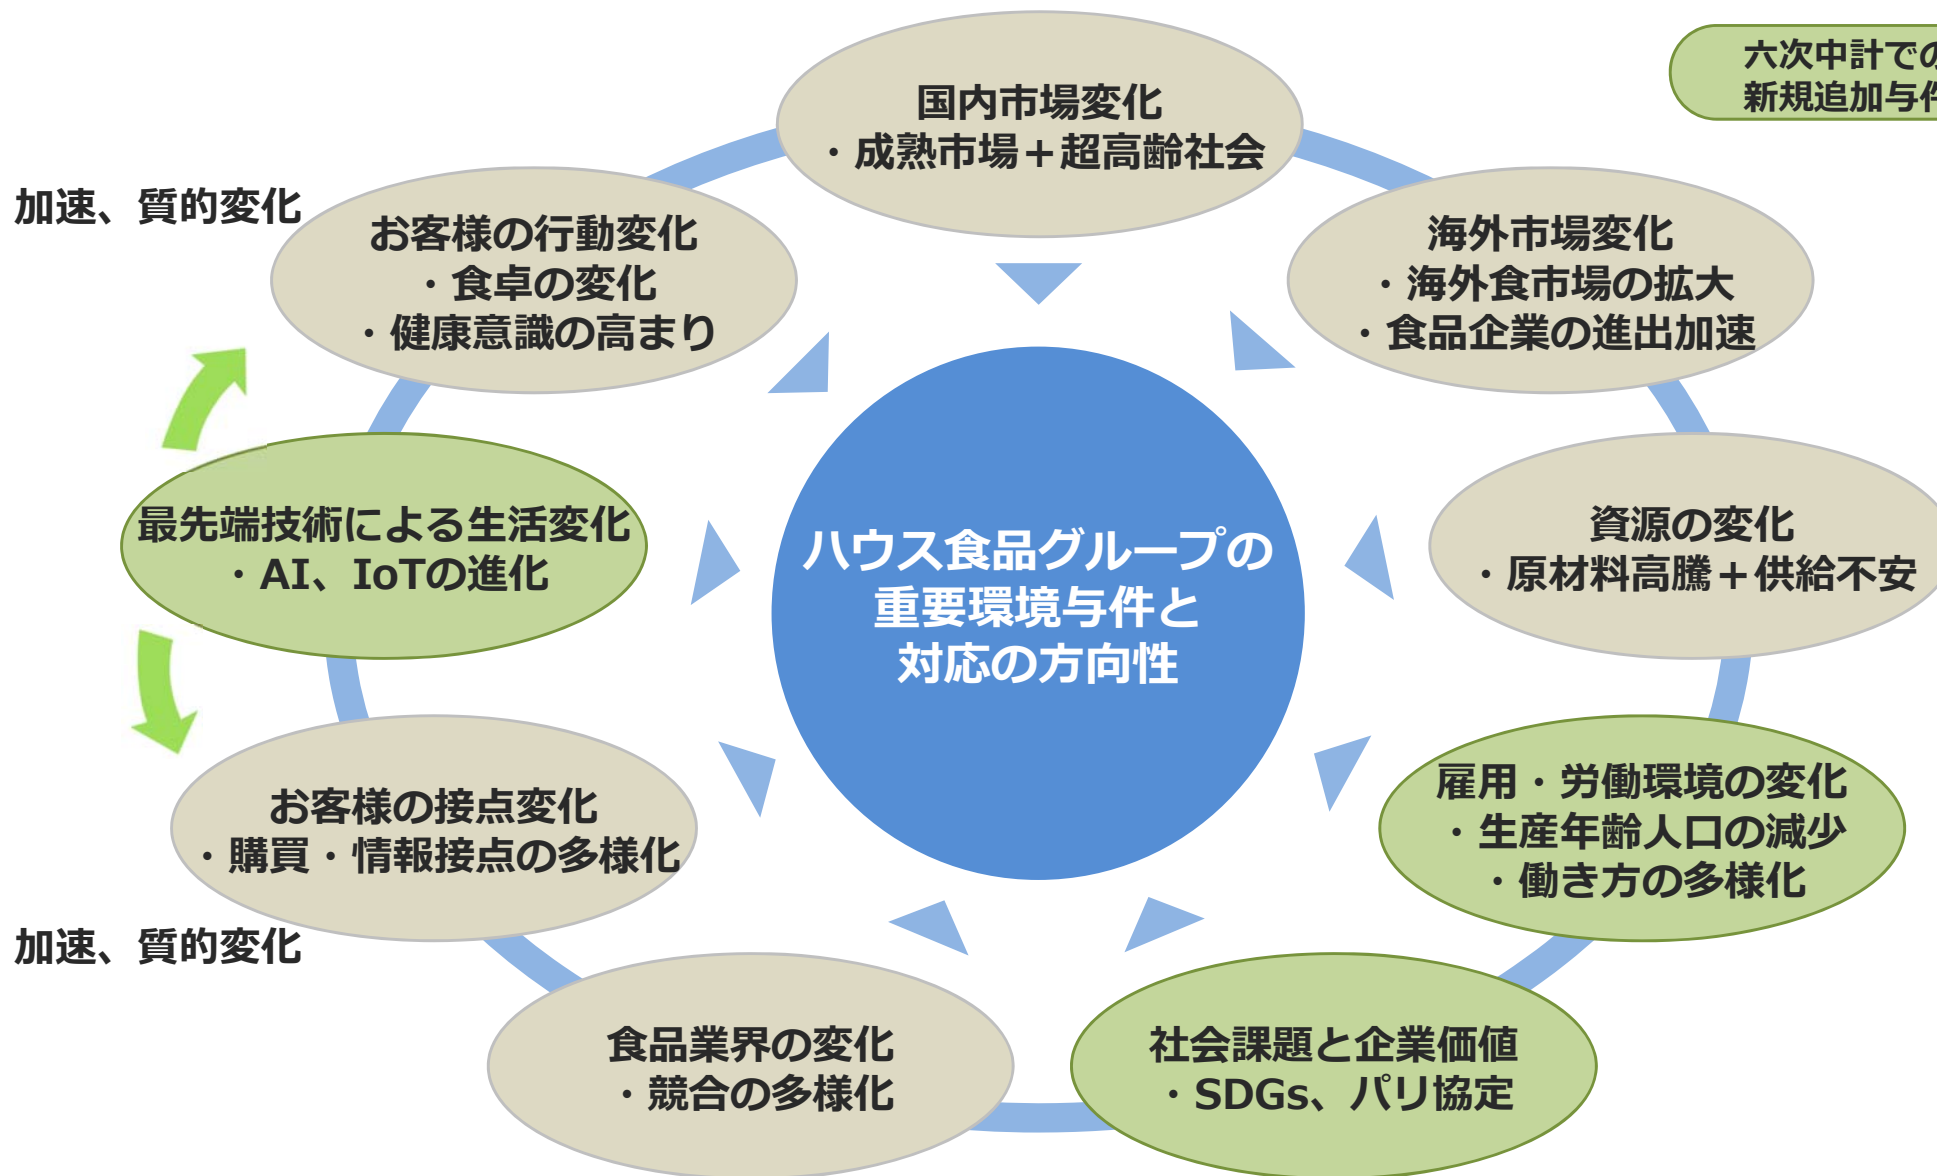 六次中計での
新規追加与件
国内市場変化
・成熟市場＋超高齢社会
加速、質的変化
お客様の行動変化
・食卓の変化
・健康意識の高まり
海外市場変化
・海外食市場の拡大
・食品企業の進出加速
最先端技術による生活変化
・AI、IoTの進化
ハウス食品グループの
重要環境与件と
対応の方向性
資源の変化
・原材料高騰＋供給不安
お客様の接点変化
・購買・情報接点の多様化
雇用・労働環境の変化
・生産年齢人口の減少
・働き方の多様化
加速、質的変化
食品業界の変化
・競合の多様化
社会課題と企業価値
・SDGs、パリ協定